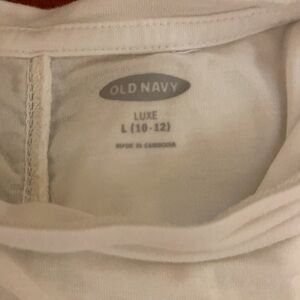 OLD NAVY
LUXE
L (10-12)
MADE IN CAMBODIA